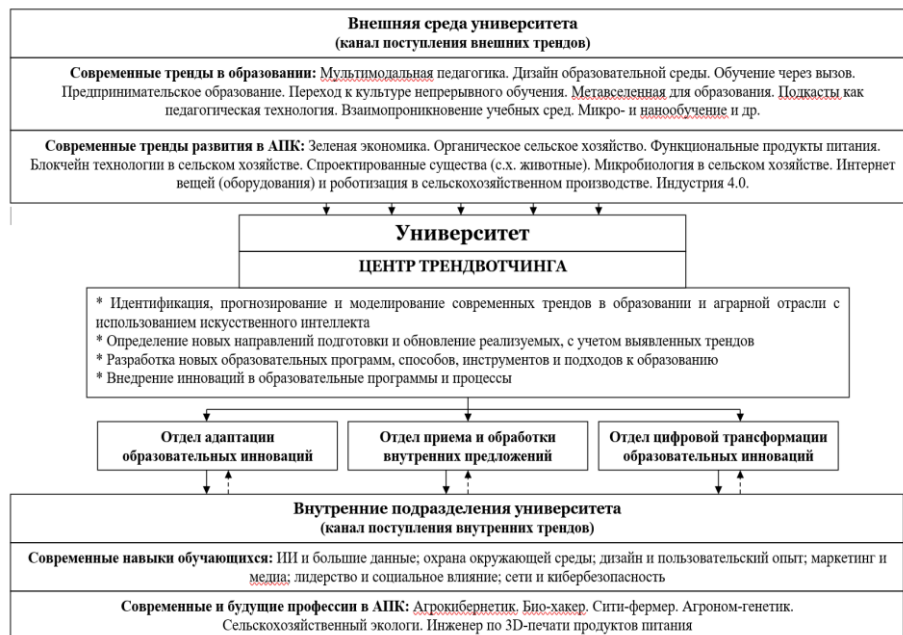 Внешняя среда университета
(канал поступления внешних трендов)
Современные тренды в образовании: Мультимодальная педагогика. Дизайн образовательной среды. Обучение через вызов.
Предпринимательское образование. Переход к культуре непрерывного обучения. Метавселенная для образования. Подкасты как
педагогическая технология. Взаимопроникновение учебных сред. Микро- и нанообучение и др.
Современные тренды развития в АПК: Зеленая экономика. Органическое сельское хозяйство. Функциональные продукты питания.
Блокчейн технологии в сельском хозяйстве. Спроектированные существа (с.х. животные). Микробиология в сельском хозяйстве. Интернет
вещей (оборудования) и роботизация в сельскохозяйственном производстве. Индустрия 4.0.
Университет
ЦЕНТР ТРЕНДВОТЧИНГА
* Идентификация, прогнозирование и моделирование современных трендов в образовании и аграрной отрасли с
использованием искусственного интеллекта
* Определение новых направлений подготовки и обновление реализуемых, с учетом выявленных трендов
* Разработка новых образовательных программ, способов, инструментов и подходов к образованию
* Внедрение инноваций в образовательные программы и процессы
Отдел адаптации
образовательных инноваций
Отдел приема и обработки
внутренних предложений
Отдел цифровой трансформации
образовательных инноваций
Внутренние подразделения университета
(канал поступления внутренних трендов)
Современные навыки обучающихся: ИИ и большие данные; охрана окружающей среды; дизайн и пользовательский опыт; маркетинг и
медиа; лидерство и социальное влияние; сети и кибербезопасность
Современные и будущие профессии в АПК: Агрокибернетик. Био-хакер. Сити-фермер. Агроном-генетик.
Сельскохозяйственный экологи. Инженер по 3D-печати продуктов питания